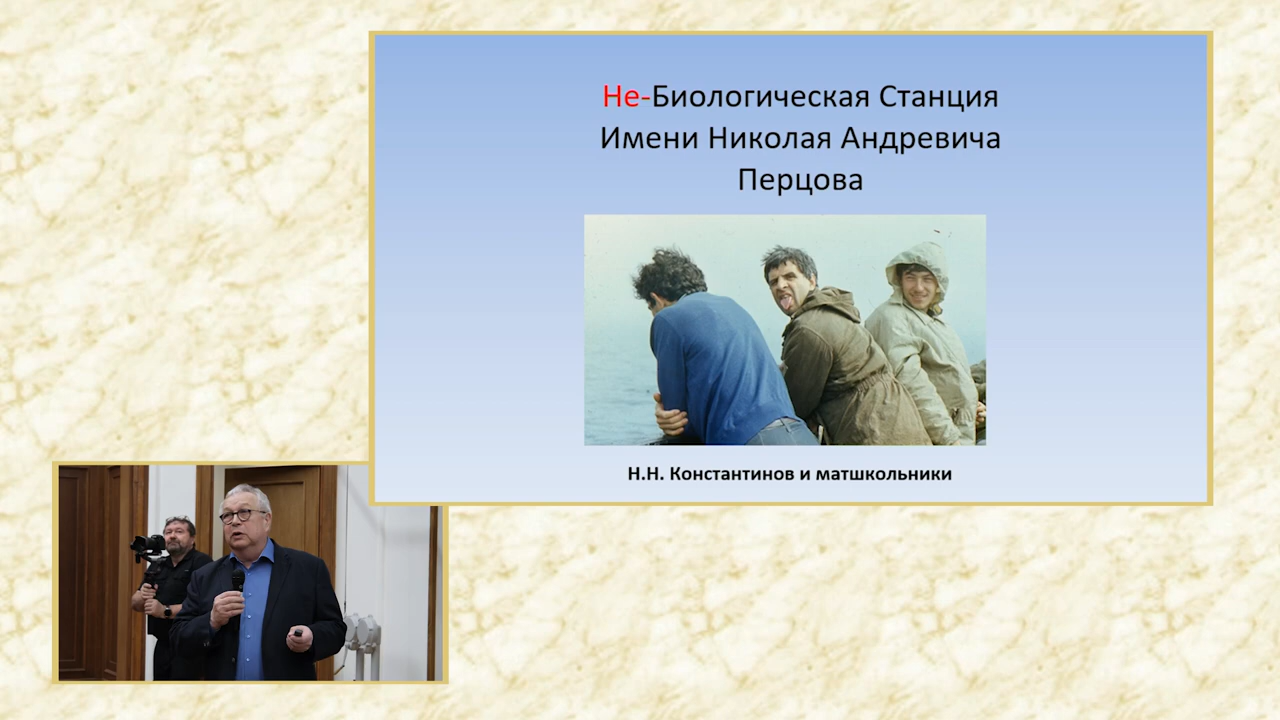 Не-Биологическая Станция
Имени Николая Андревича
Перцова
Н.Н. Константинов и матшкольники